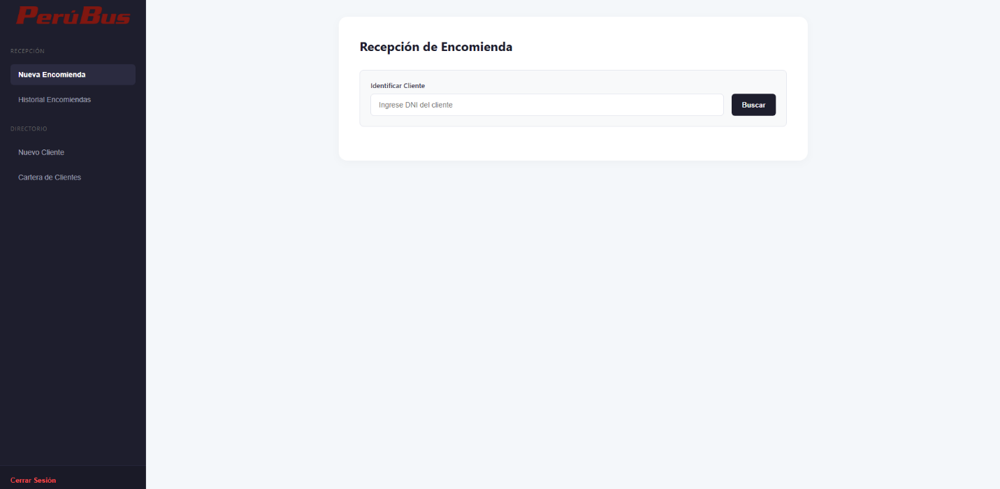 PerúBus
RECEPCIÓN
Nueva Encomienda
Historial Encomiendas
DIRECTORIO
Nuevo Cliente
Cartera de Clientes
Cerrar Sesión
Recepción de Encomienda
Identificar Cliente
Ingrese DNI del cliente
Buscar